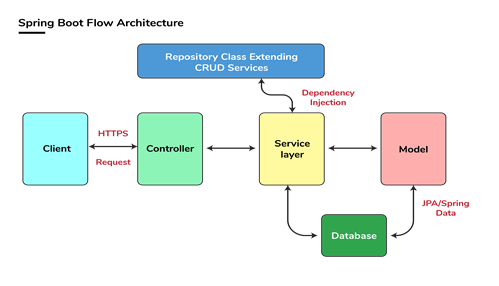 Spring Boot Flow Architecture
Repository Class Extending
CRUD Services
Dependency
Injection
HTTPS
Request
Client
Controller
Service
layer
Model
JPA/Spring
Data
Database